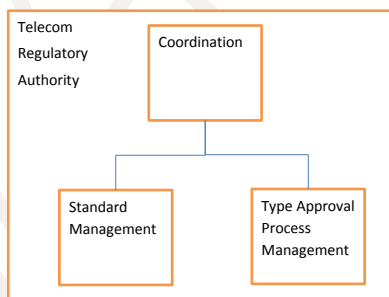 Telecom
Regulatory
Authority
Coordination
Standard
Management
Type Approval
Process
Management